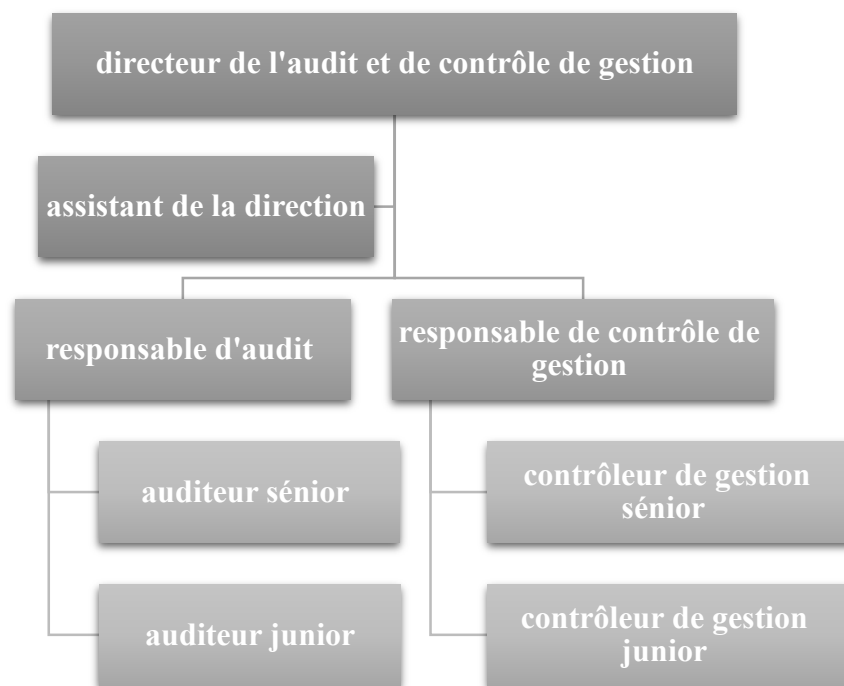 directeur de l'audit et de contrôle de gestion
assistant de la direction
responsable d'audit
responsable de contrôle de
gestion
auditeur sénior
contrôleur de gestion
sénior
auditeur junior
contrôleur de gestion
junior